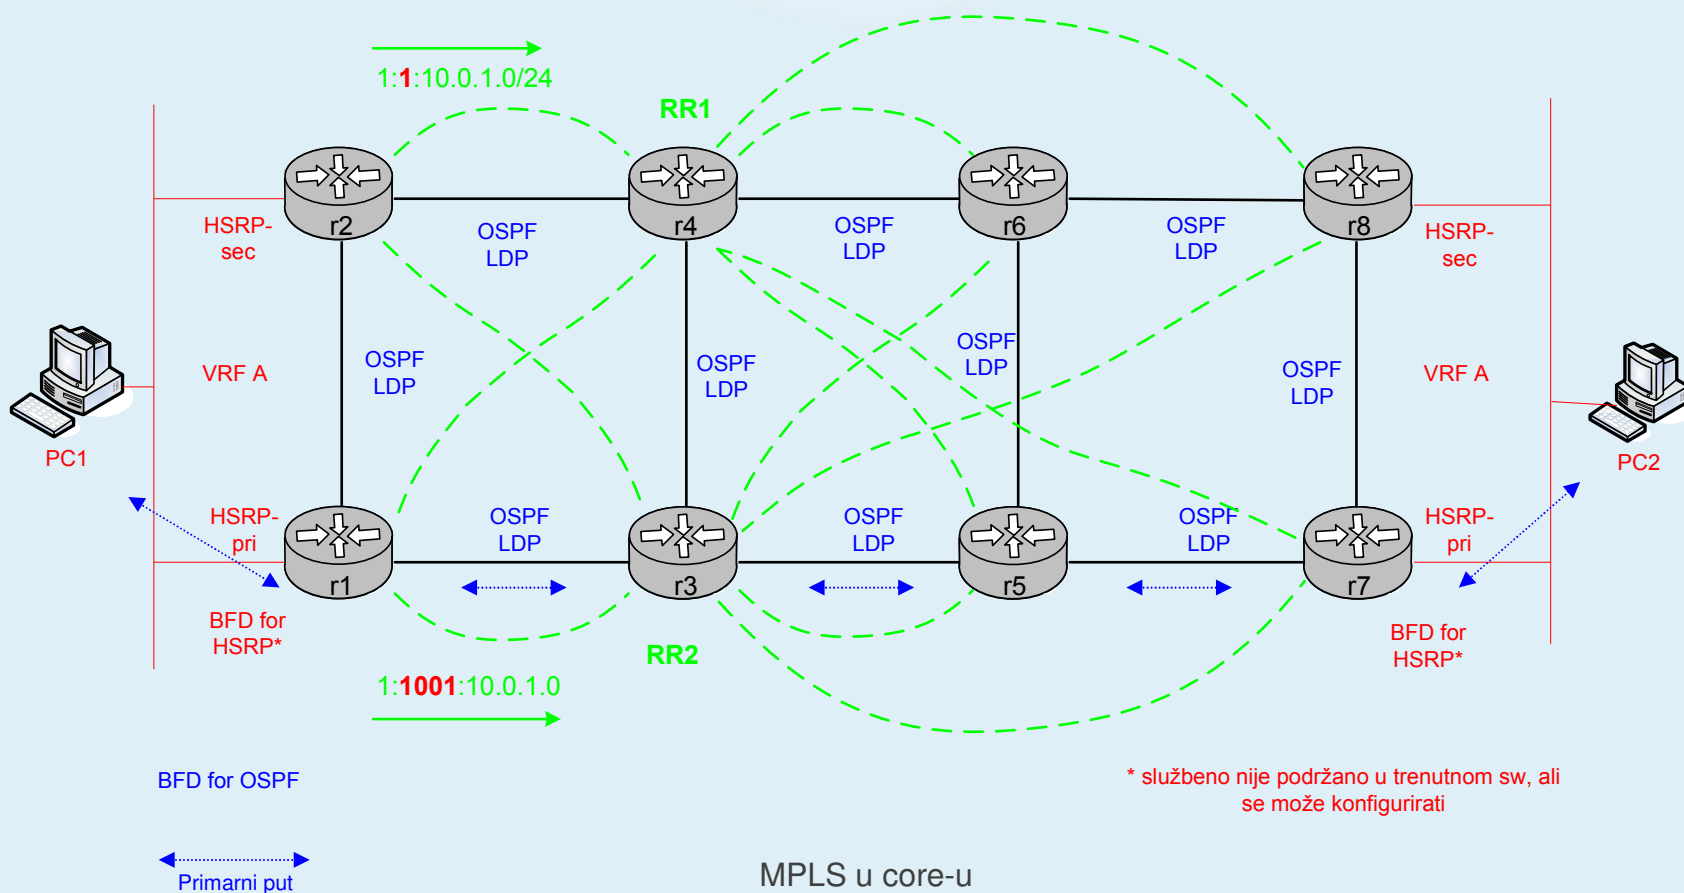 1:1:10.0.1.0/24
RR1
r2
r4
r6
r8
HSRP-
sec
OSPF
LDP
OSPF
LDP
OSPF
LDP
HSRP-
sec
VRF A
OSPF
LDP
OSPF
LDP
OSPF
LDP
OSPF
LDP
VRF A
PC1
PC2
HSRP-
pri
OSPF
LDP
OSPF
LDP
OSPF
LDP
HSRP-
pri
r1
r3
r5
r7
BFD for
HSRP*
RR2
BFD for
HSRP*
1:1001:10.0.1.0
BFD for OSPF
* službeno nije podržano u trenutnom sw, ali
se može konfigurirati
Primarni put
MPLS u core-u